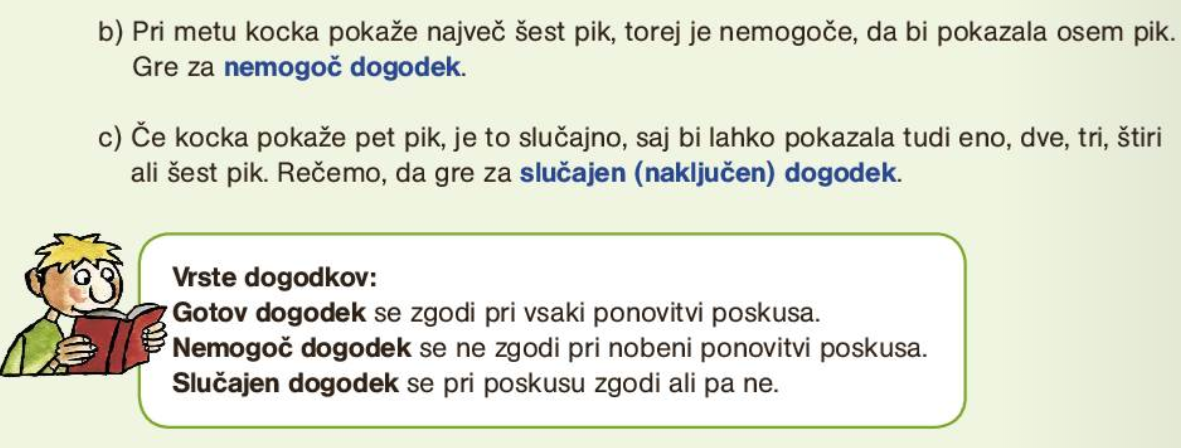 b) Pri metu kocka pokaže največ šest pik, torej je nemogoče, da bi pokazala osem pik.
Gre za nemogoč dogodek.
c) Če kocka pokaže pet pik, je to slučajno, saj bi lahko pokazala tudi eno, dve, tri, štiri
ali šest pik. Rečemo, da gre za slučajen (naključen) dogodek.
Vrste dogodkov:
Gotov dogodek se zgodi pri vsaki ponovitvi poskusa.
Nemogoč dogodek se ne zgodi pri nobeni ponovitvi poskusa.
Slučajen dogodek se pri poskusu zgodi ali pa ne.